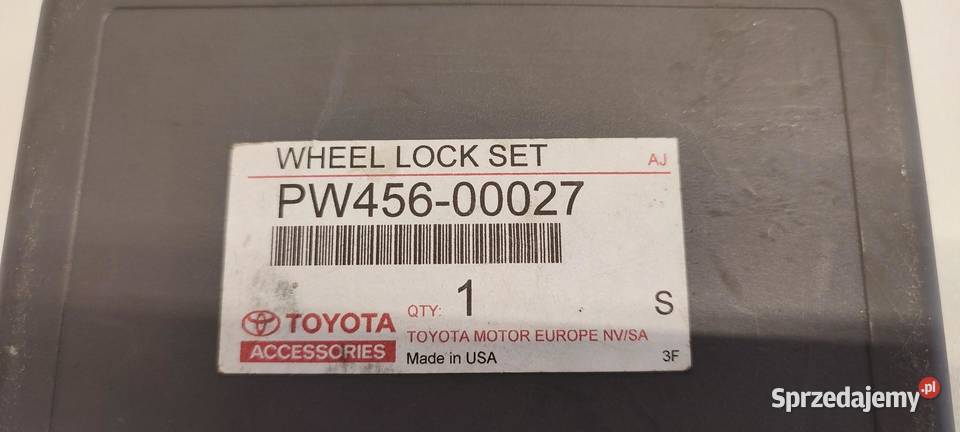 WHEEL LOCK SET AJ
PW456-00027
QTY: 1 S
TOYOTA
TOYOTA MOTOR EUROPE NV/SA
ACCESSORIES
Made in USA 3F
Sprzedajemy.pl